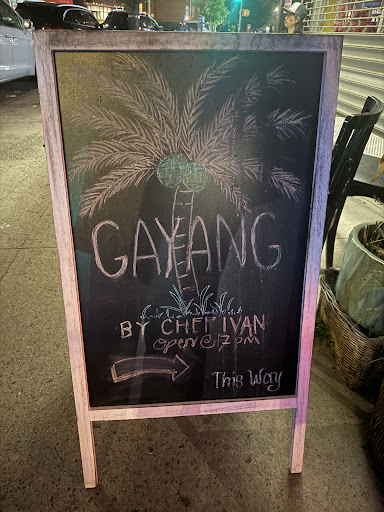 GAYANG
BY CHEF IVAN
open @ 7pm
This Way